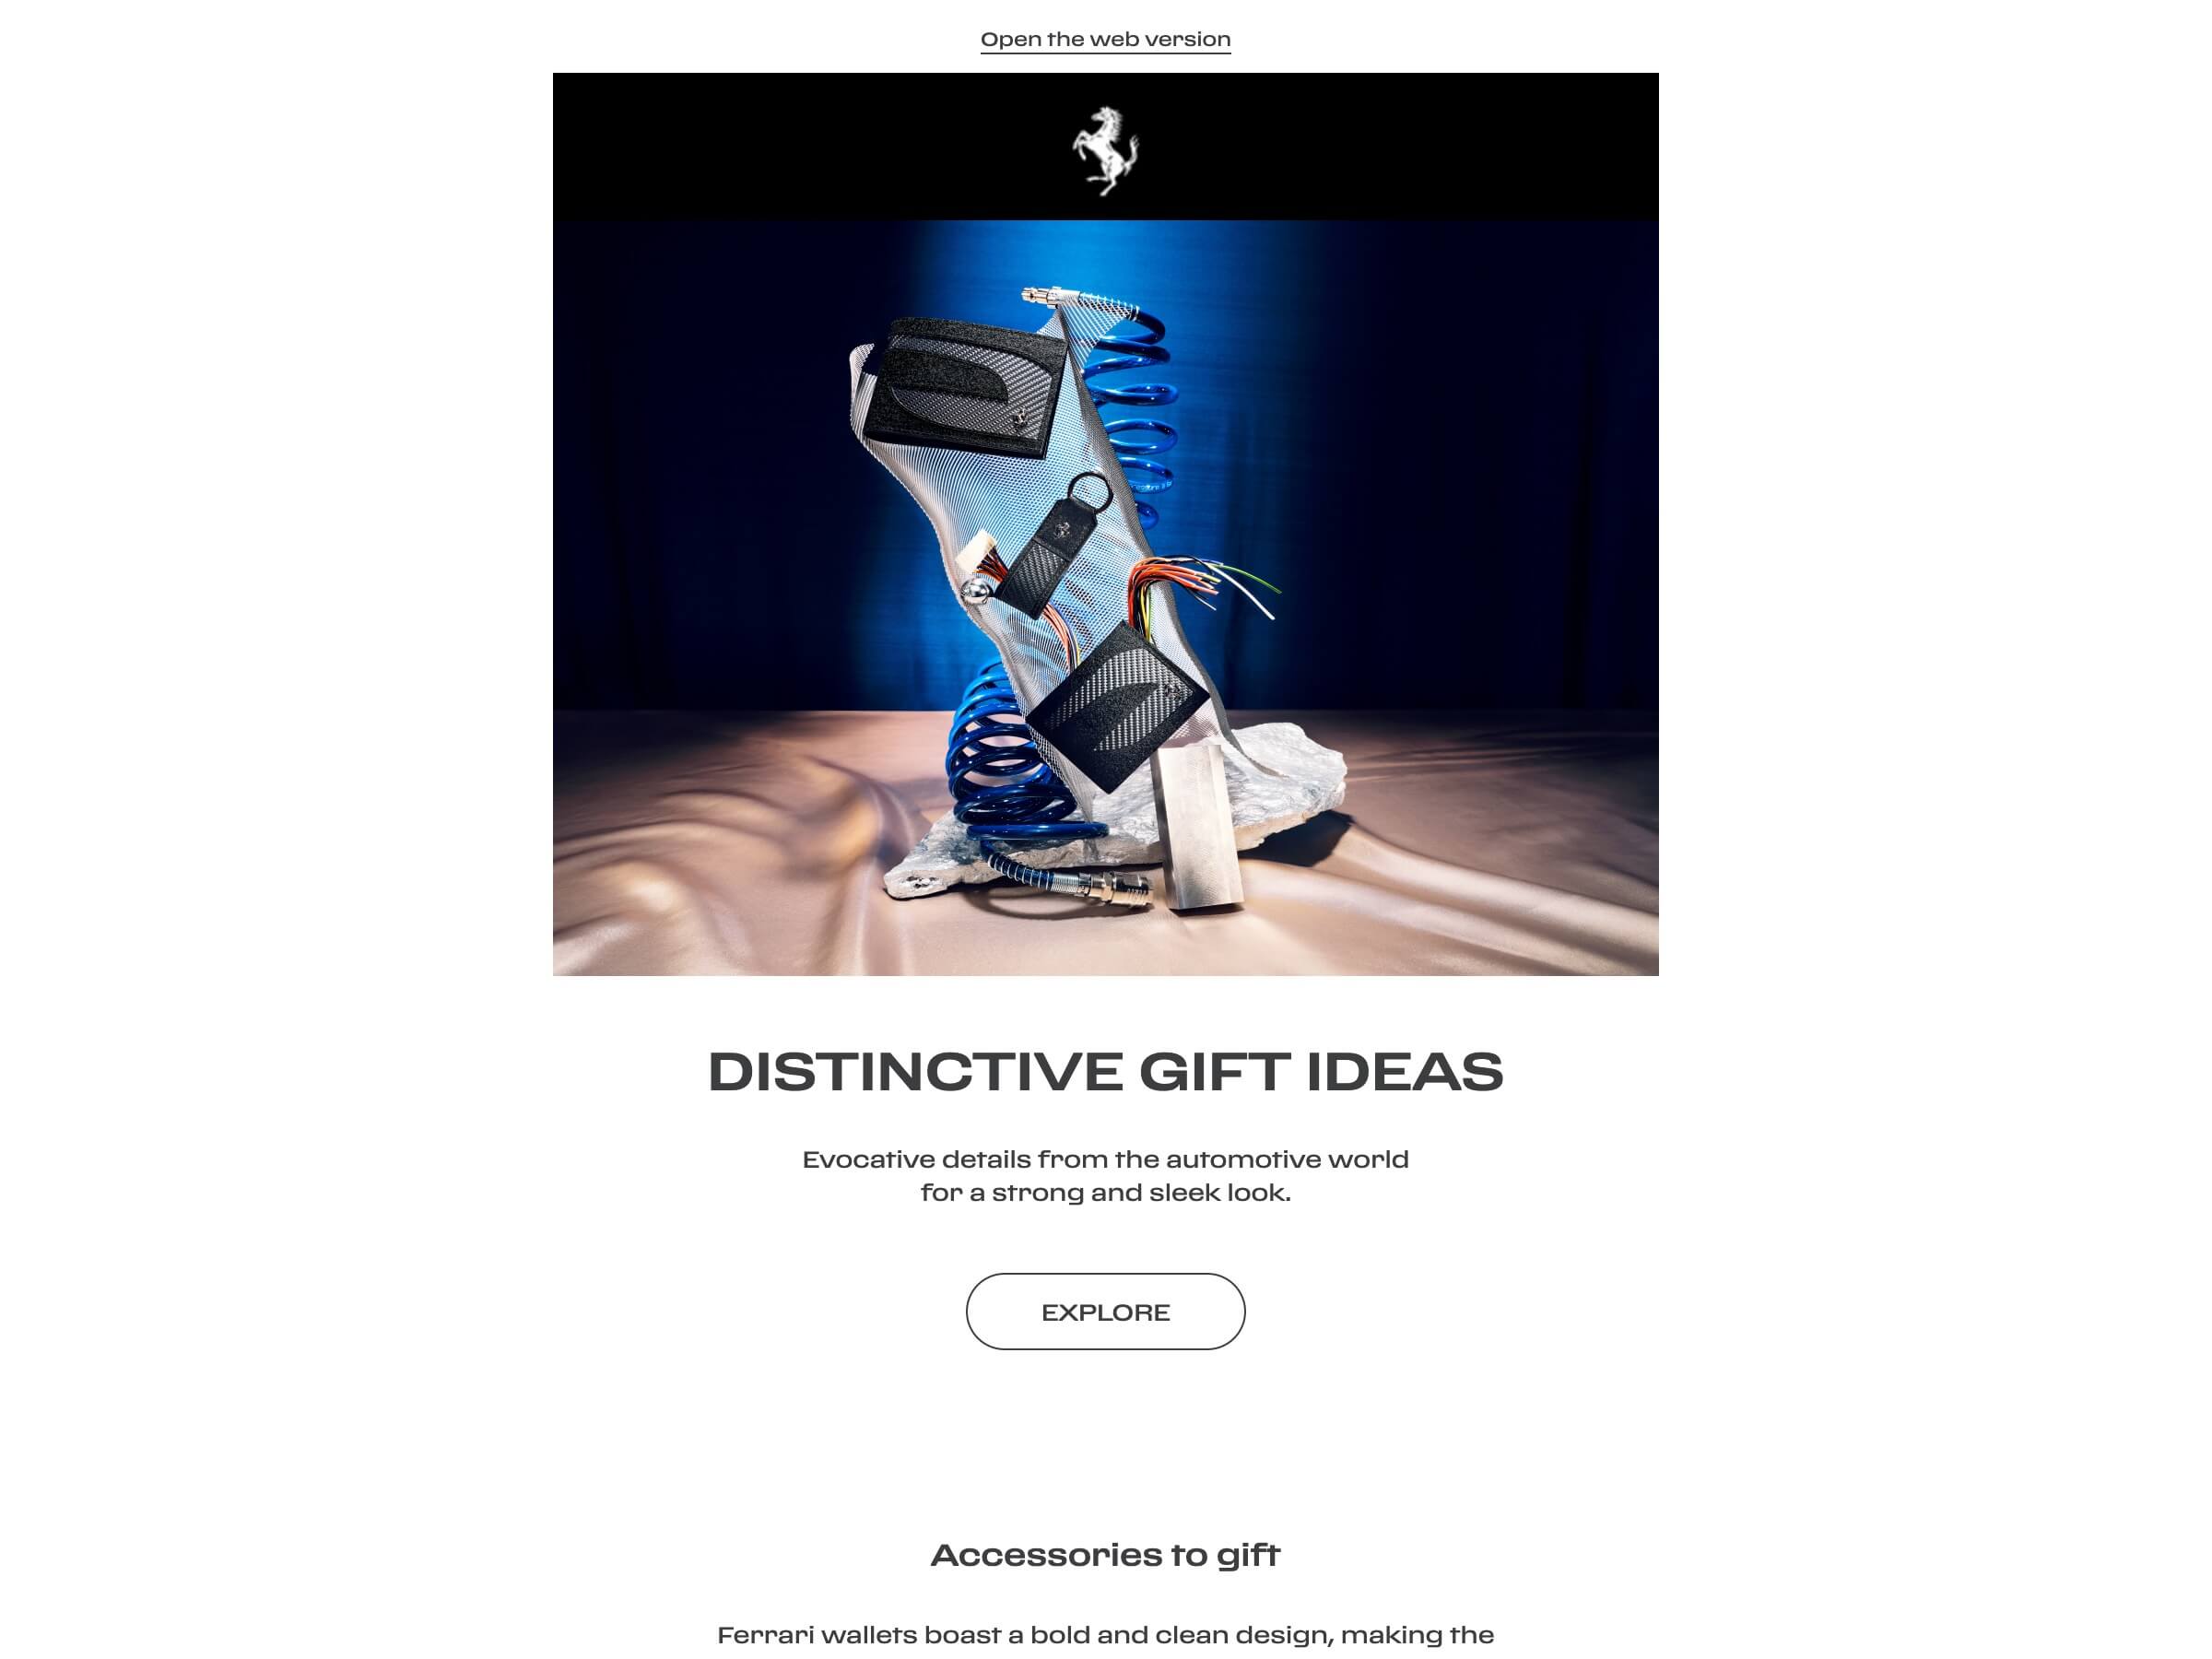 Open the web version
DISTINCTIVE GIFT IDEAS
Evocative details from the automotive world
for a strong and sleek look.
EXPLORE
Accessories to gift
Ferrari wallets boast a bold and clean design, making the